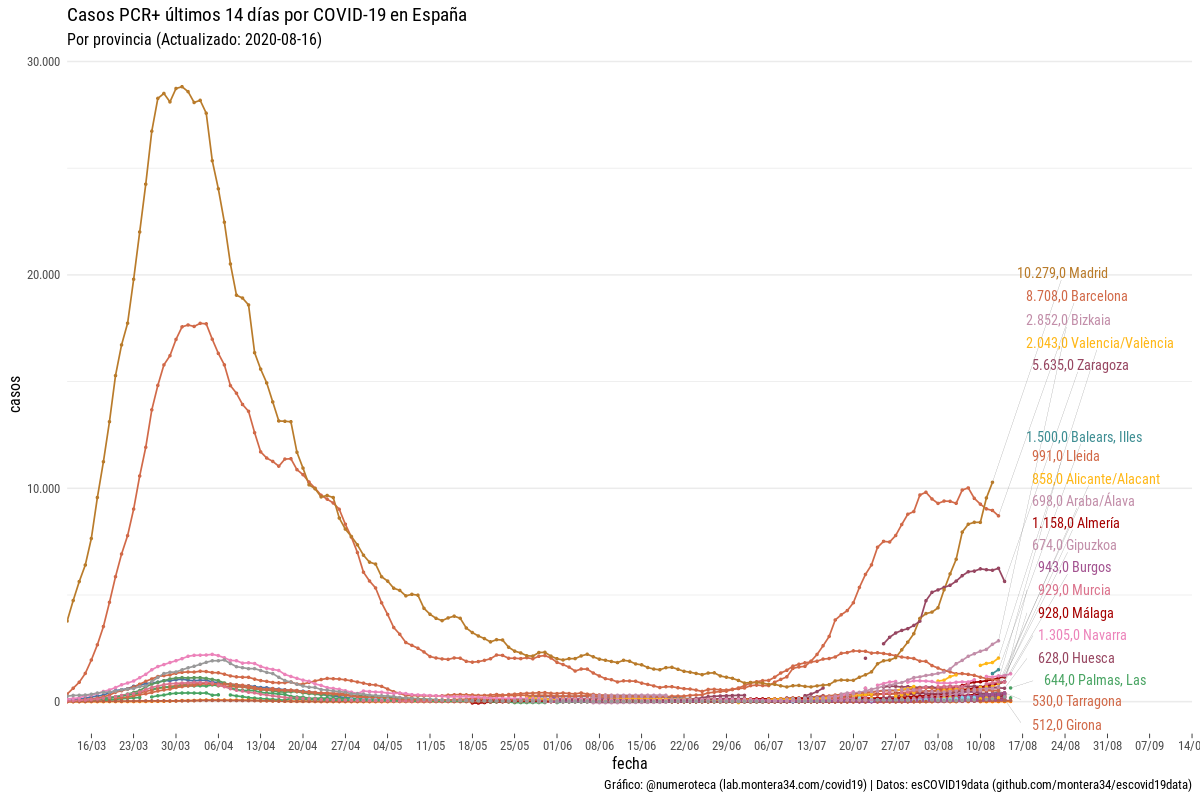 Casos PCR+ últimos 14 días por COVID-19 en España
Por provincia (Actualizado: 2020-08-16)
30.000
20.000
10.000
0
casos
10.279,0 Madrid
8.708,0 Barcelona
2.852,0 Bizkaia
2.043,0 Valencia/València
5.635,0 Zaragoza
1.500,0 Balears, Illes
991,0 Lleida
858,0 Alicante/Alacant
698,0 Araba/Álava
1.158,0 Almería
674,0 Gipuzkoa
943,0 Burgos
929,0 Murcia
928,0 Málaga
1.305,0 Navarra
628,0 Huesca
644,0 Palmas, Las
530,0 Tarragona
512,0 Girona
16/03 23/03 30/03 06/04 13/04 20/04 27/04 04/05 11/05 18/05 25/05 01/06 08/06 15/06 22/06 29/06 06/07 13/07 20/07 27/07 03/08 10/08 17/08 24/08 31/08 07/09 14/0
fecha
Gráfico: @numeroteca (lab.montera34.com/covid19) | Datos: esCOVID19data (github.com/montera34/escovid19data)